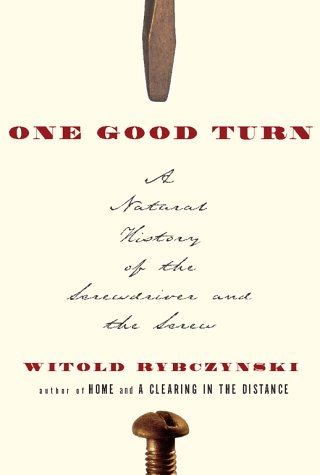 ONE GOOD TURN
A
Natural
History
of the
Screwdriver and
the Screw
WITOLD RYBCZYNSKI
author of HOME and A CLEARING IN THE DISTANCE